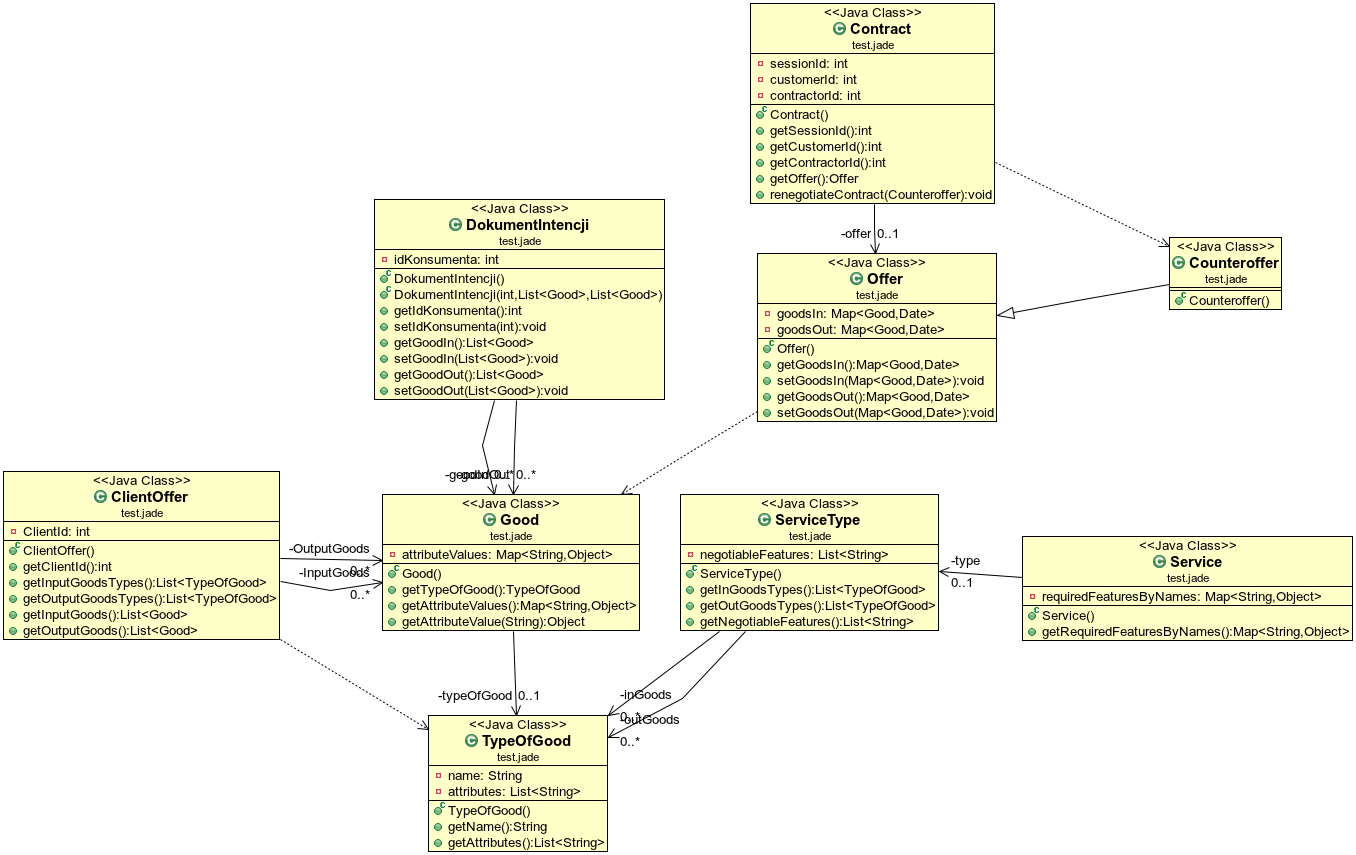 <<Java Class>>
Contract
test.jade
sessionId: int
customerId: int
contractorId: int
Contract()
getSessionId():int
getCustomerId():int
getContractorId():int
getOffer():Offer
renegotiateContract(Counteroffer):void
<<Java Class>>
DokumentIntencji
test.jade
idKonsumenta: int
DokumentIntencji()
DokumentIntencji(int,List<Good>,List<Good>)
getIdKonsumenta():int
setIdKonsumenta(int):void
getGoodIn():List<Good>
setGoodIn(List<Good>):void
getGoodOut():List<Good>
setGoodOut(List<Good>):void
-offer 0..1
<<Java Class>>
Counteroffer
test.jade
Counteroffer()
<<Java Class>>
Offer
test.jade
goodsIn: Map<Good,Date>
goodsOut: Map<Good,Date>
Offer()
getGoodsIn():Map<Good,Date>
setGoodsIn(Map<Good,Date>):void
getGoodsOut():Map<Good,Date>
setGoodsOut(Map<Good,Date>):void
0..*
<<Java Class>>
ClientOffer
test.jade
ClientId: int
ClientOffer()
getClientId():int
getInputGoodsTypes():List<TypeOfGood>
getOutputGoodsTypes():List<TypeOfGood>
getInputGoods():List<Good>
getOutputGoods():List<Good>
-OutputGoods
0..*
-InputGoods
0..*
<<Java Class>>
Good
test.jade
attributeValues: Map<String,Object>
Good()
getTypeOfGood():TypeOfGood
getAttributeValues():Map<String,Object>
getAttributeValue(String):Object
<<Java Class>>
ServiceType
test.jade
negotiableFeatures: List<String>
ServiceType()
getInGoodsTypes():List<TypeOfGood>
getOutGoodsTypes():List<TypeOfGood>
getNegotiableFeatures():List<String>
-type
0..1
<<Java Class>>
Service
test.jade
requiredFeaturesByNames: Map<String,Object>
Service()
getRequiredFeaturesByNames():Map<String,Object>
-typeOfGood 0..1
-inGoods
0..*
-outGoods
0..*
<<Java Class>>
TypeOfGood
test.jade
name: String
attributes: List<String>
TypeOfGood()
getName():String
getAttributes():List<String>